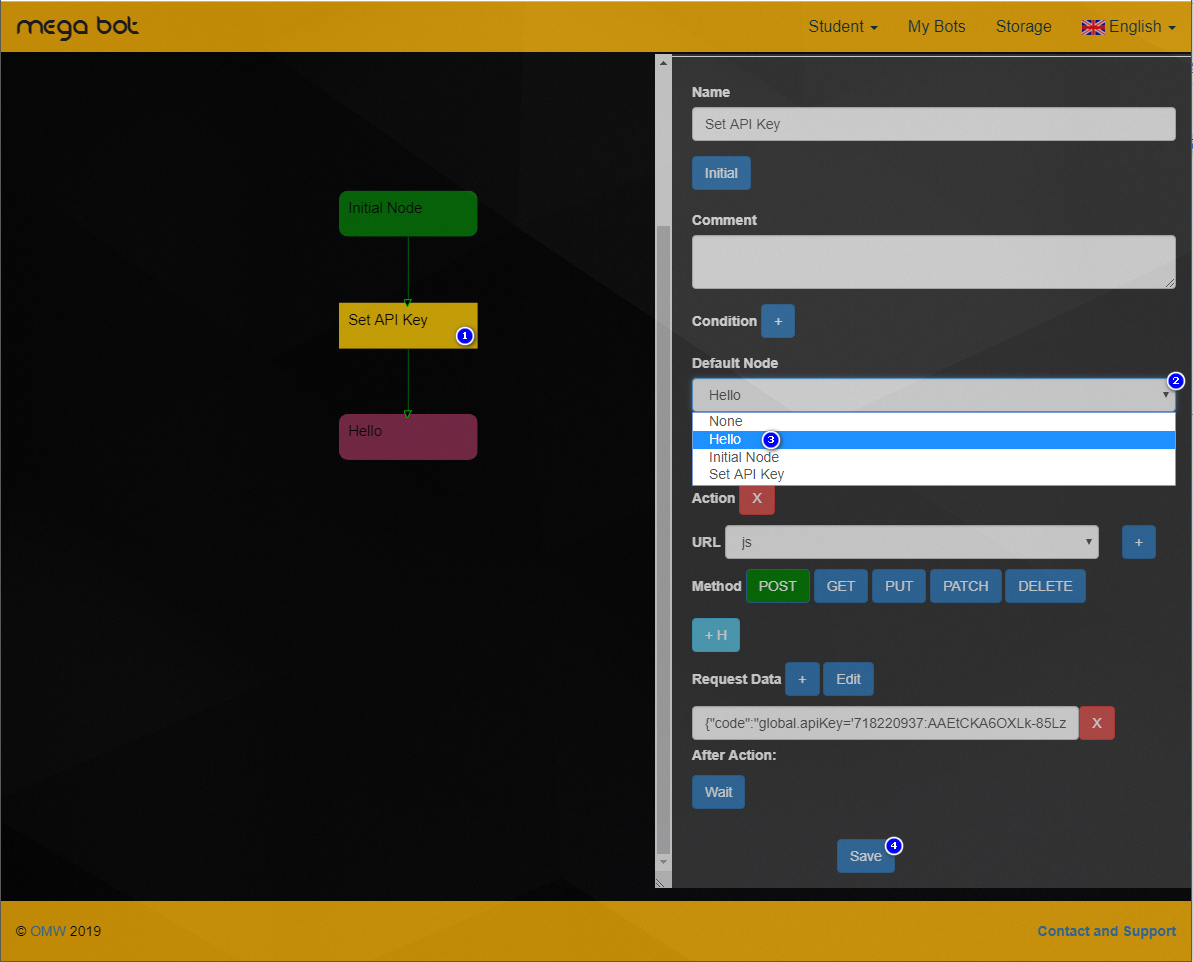 mega bot
Student My Bots Storage English
Initial Node
Set API Key
1
Hello
Name
Set API Key
Initial
Comment
Condition +
Default Node
2
Hello
None
Hello 3
Initial Node
Set API Key
Action X
URL js +
Method POST GET PUT PATCH DELETE
+ H
Request Data + Edit
{"code":"global.apiKey='718220937:AAEtCKA6OXLk-85Lz X
After Action:
Wait
Save 4
© OMW 2019
Contact and Support